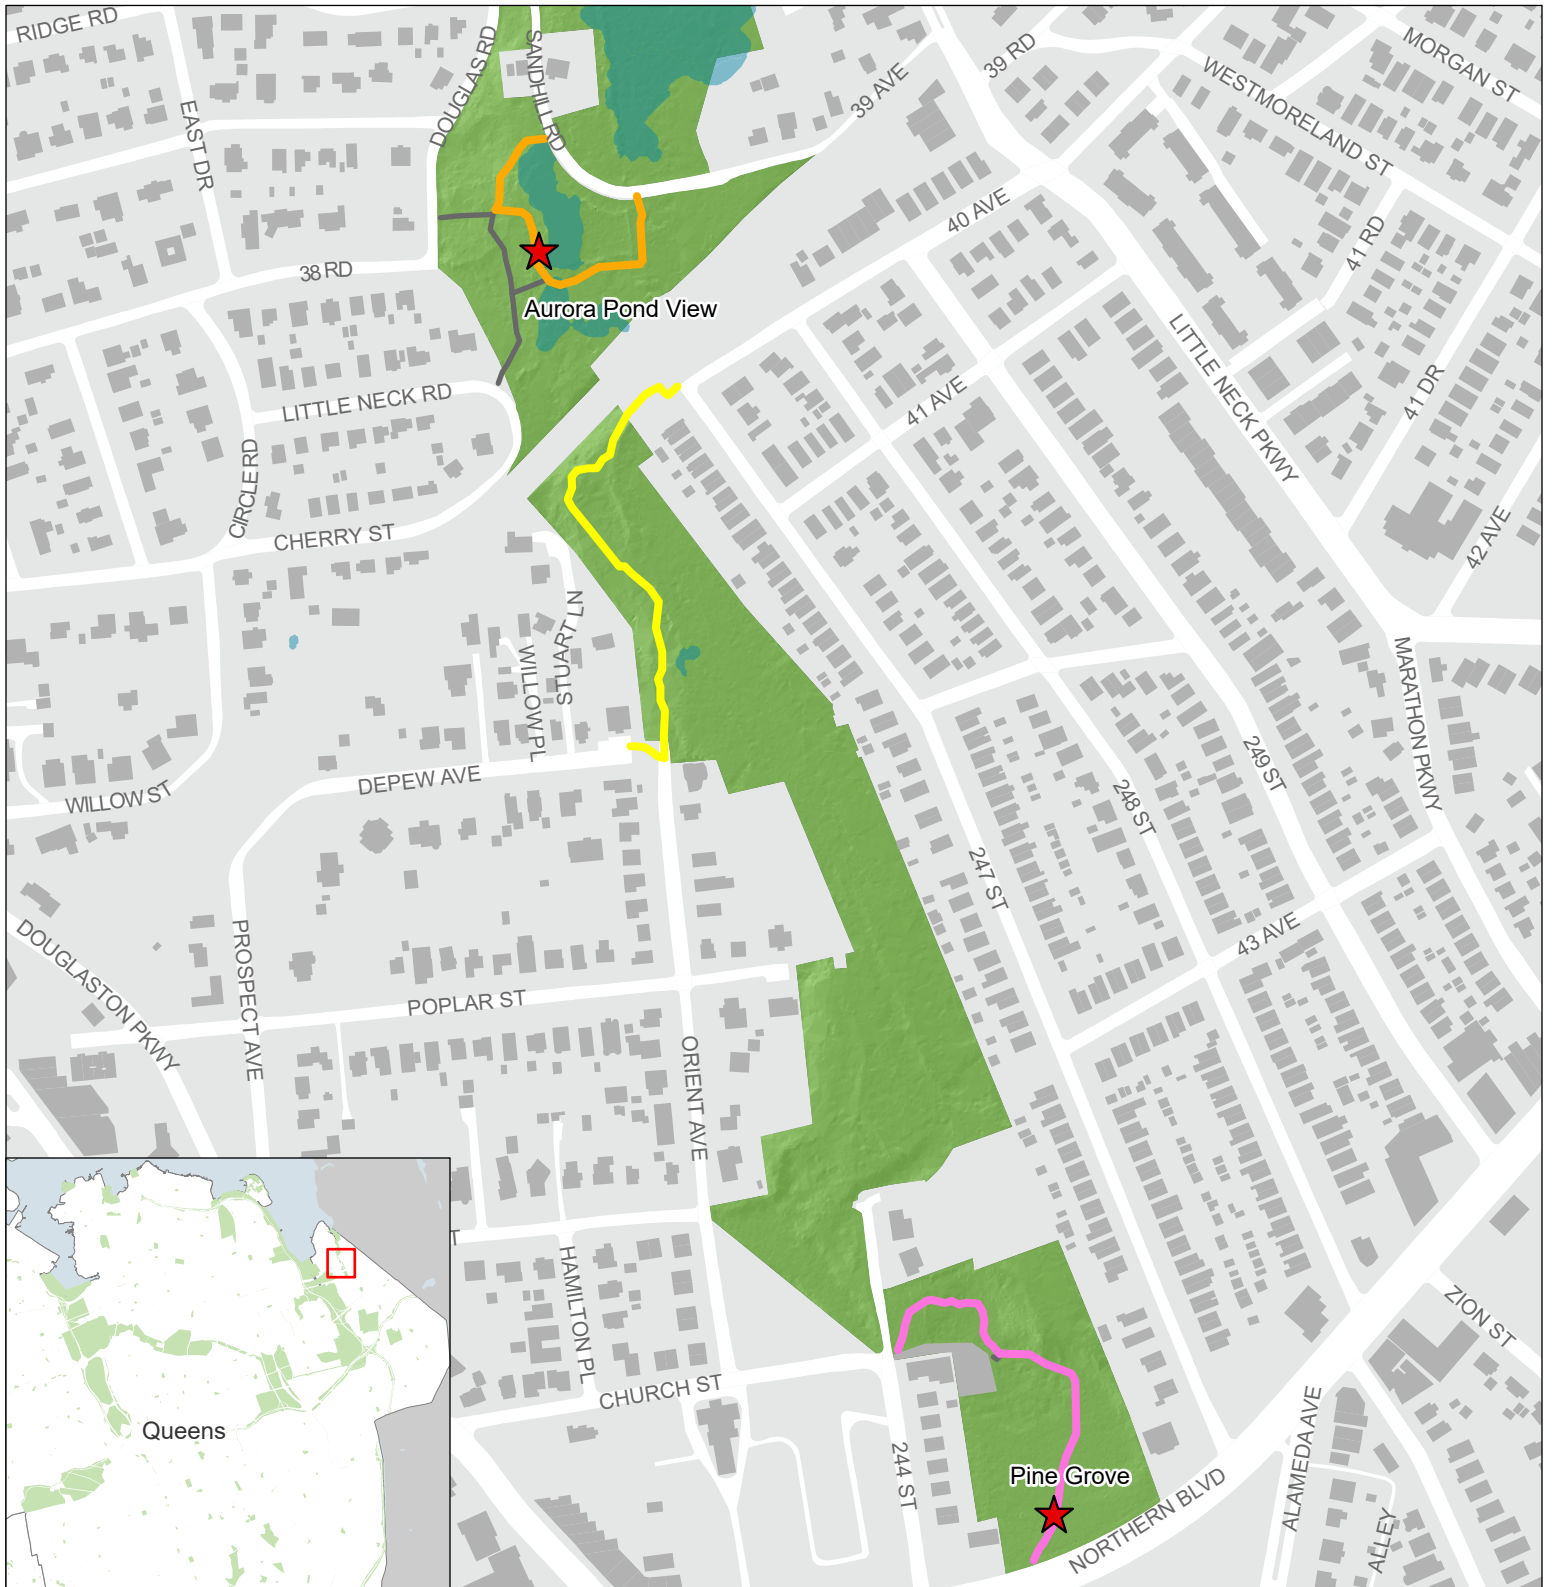 RIDGE RD
DOUGLAS RD
SANDHILL RD
39 RD
MORGAN ST
39 AVE
WESTMORELAND ST
EAST DR
40 AVE
41 RD
38 RD
Aurora Pond View
LITTLE NECK PKWY
LITTLE NECK RD
41 AVE
41 DR
CIRCLE RD
CHERRY ST
42 AVE
STUART LN
WILLOW PL
MARATHON PKWY
DEPEW AVE
WILLOW ST
249 ST
248 ST
247 ST
PROSPECT AVE
DOUGLASTON PKWY
43 AVE
POPLAR ST
ORIENT AVE
T
HAMILTON PL
ZION ST
CHURCH ST
Queens
244 ST
Pine Grove
ALAMEDA AVE
NORTHERN BLVD
ALLEY